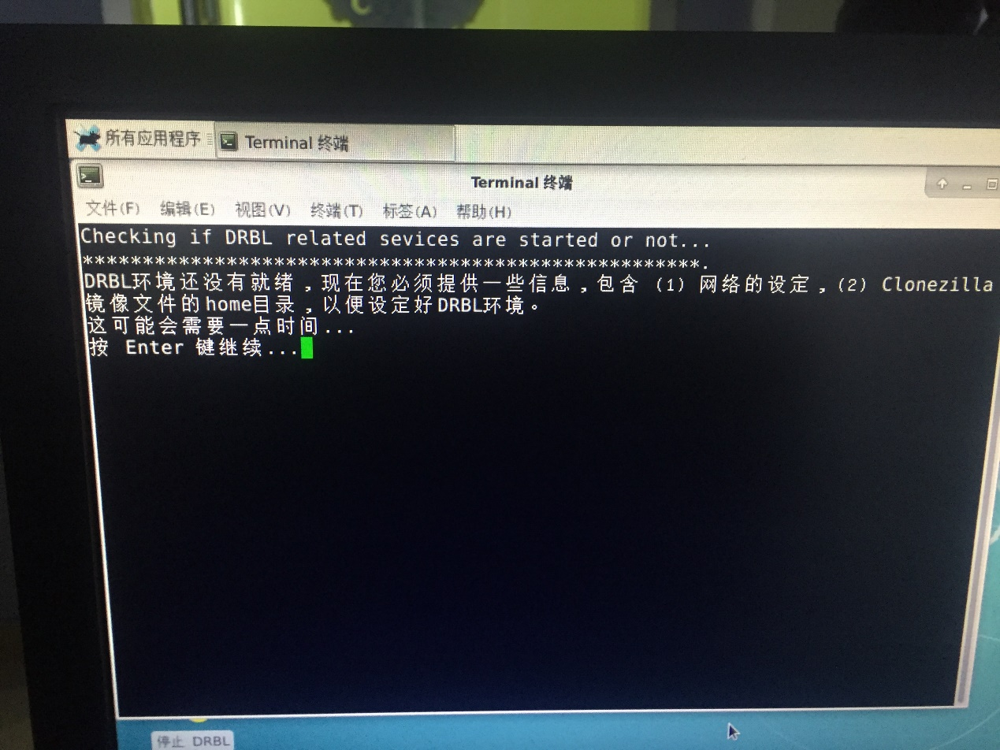 所有应用程序 Terminal 终端
Terminal 终端
文件(F) 编辑(E) 视图(V) 终端(T) 标签(A) 帮助(H)
Checking if DRBL related sevices are started or not...
****************************************************.
DRBL环境还没有就绪，现在您必须提供一些信息，包含 (1) 网络的设定，(2) Clonezilla
镜像文件的home目录，以便设定好DRBL环境。
这可能会需要一点时间...
按 Enter 键继续...
停止 DRBL